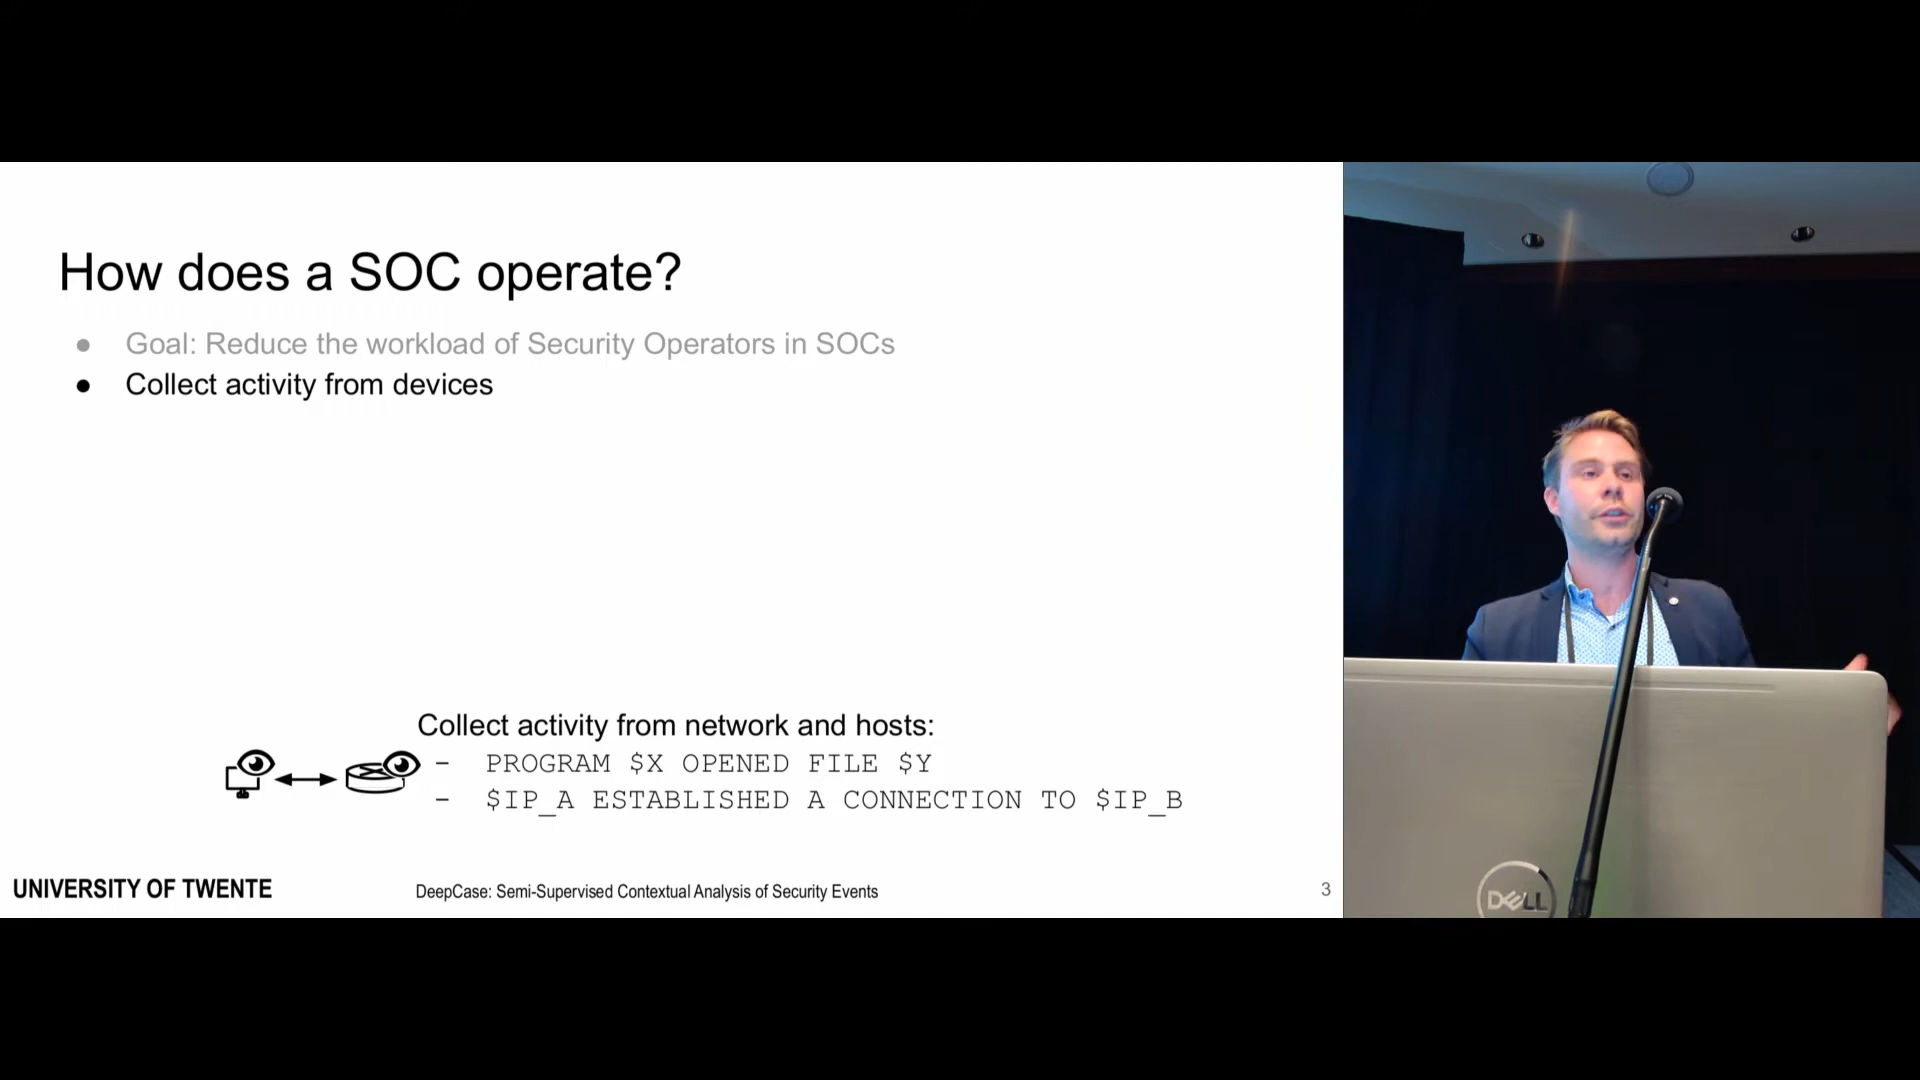 How does a SOC operate?
● Goal: Reduce the workload of Security Operators in SOCs
● Collect activity from devices
Collect activity from network and hosts:
- PROGRAM $X OPENED FILE $Y
- $IP_A ESTABLISHED A CONNECTION TO $IP_B
UNIVERSITY OF TWENTE
DeepCase: Semi-Supervised Contextual Analysis of Security Events
3
DELL